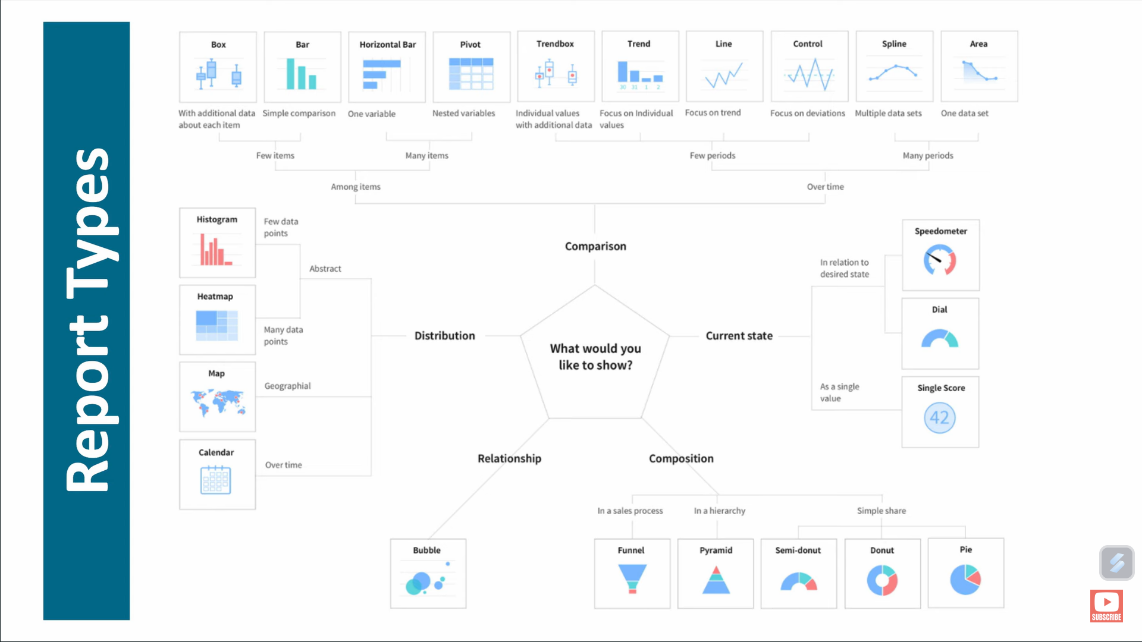 Report Types
Box
Bar
Horizontal Bar
Pivot
Trendbox
Trend
Line
Control
Spline
Area
30 31 1 2
With additional data
about each item
Simple comparison
One variable
Nested variables
Individual values
with additional data
Focus on Individual
values
Focus on trend
Focus on deviations
Multiple data sets
One data set
Few items
Many items
Few periods
Many periods
Among items
Over time
Comparison
Histogram
Few data
points
Abstract
Heatmap
Many data
points
Distribution
Map
Geographial
Calendar
Over time
What would you
like to show?
Current state
In relation to
desired state
Speedometer
Dial
As a single
value
Single Score
42
Relationship
Bubble
Composition
In a sales process
In a hierarchy
Simple share
Funnel
Pyramid
Semi-donut
Donut
Pie
SUBSCRIBE